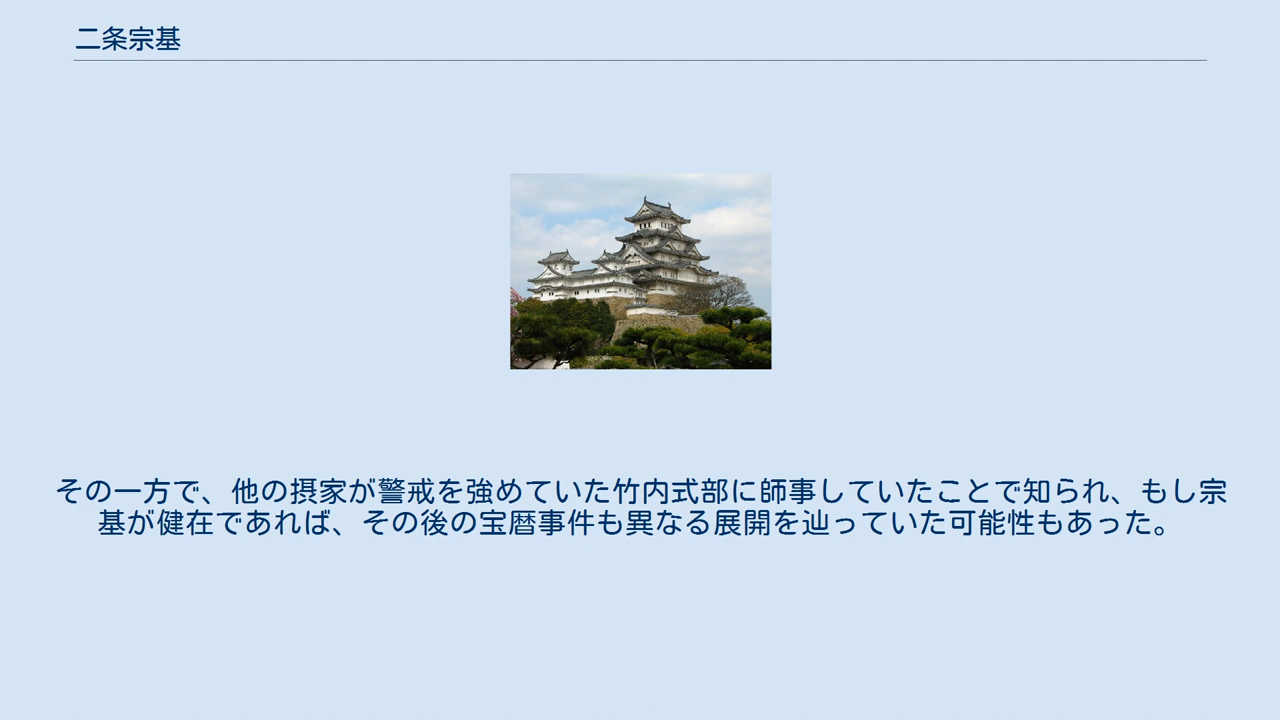 二条宗基
その一方で、他の摂家が警戒を強めていた竹内式部に師事していたことで知られ、もし宗
基が健在であれば、その後の宝暦事件も異なる展開を辿っていた可能性もあった。